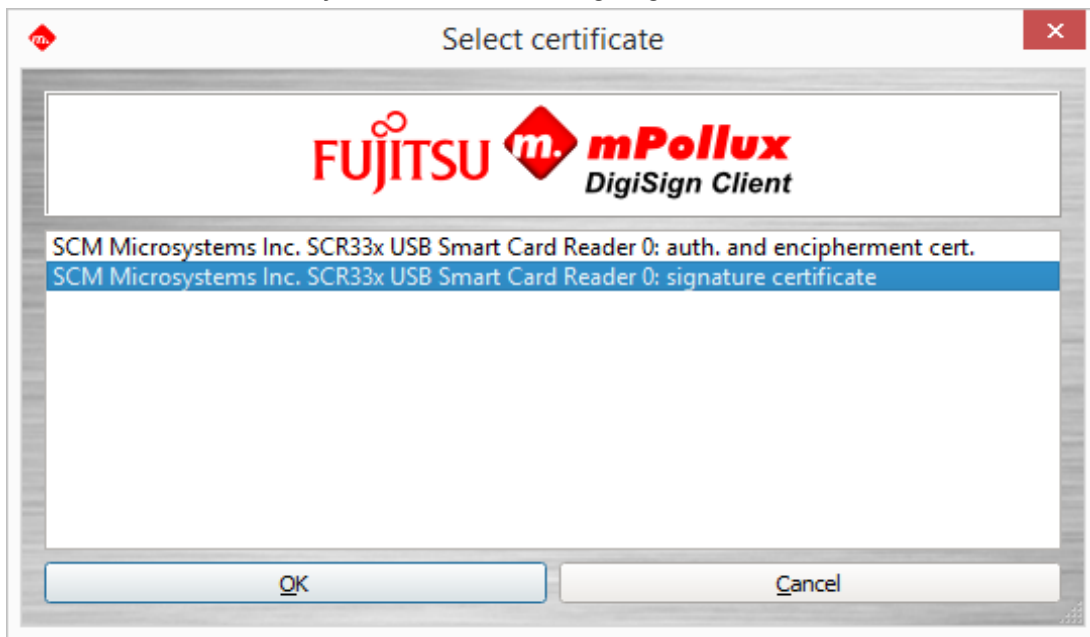 Select certificate
FUJITSU m. mPollux
DigiSign Client
SCM Microsystems Inc. SCR33x USB Smart Card Reader 0: auth. and encipherment cert.
SCM Microsystems Inc. SCR33x USB Smart Card Reader 0: signature certificate
OK
Cancel